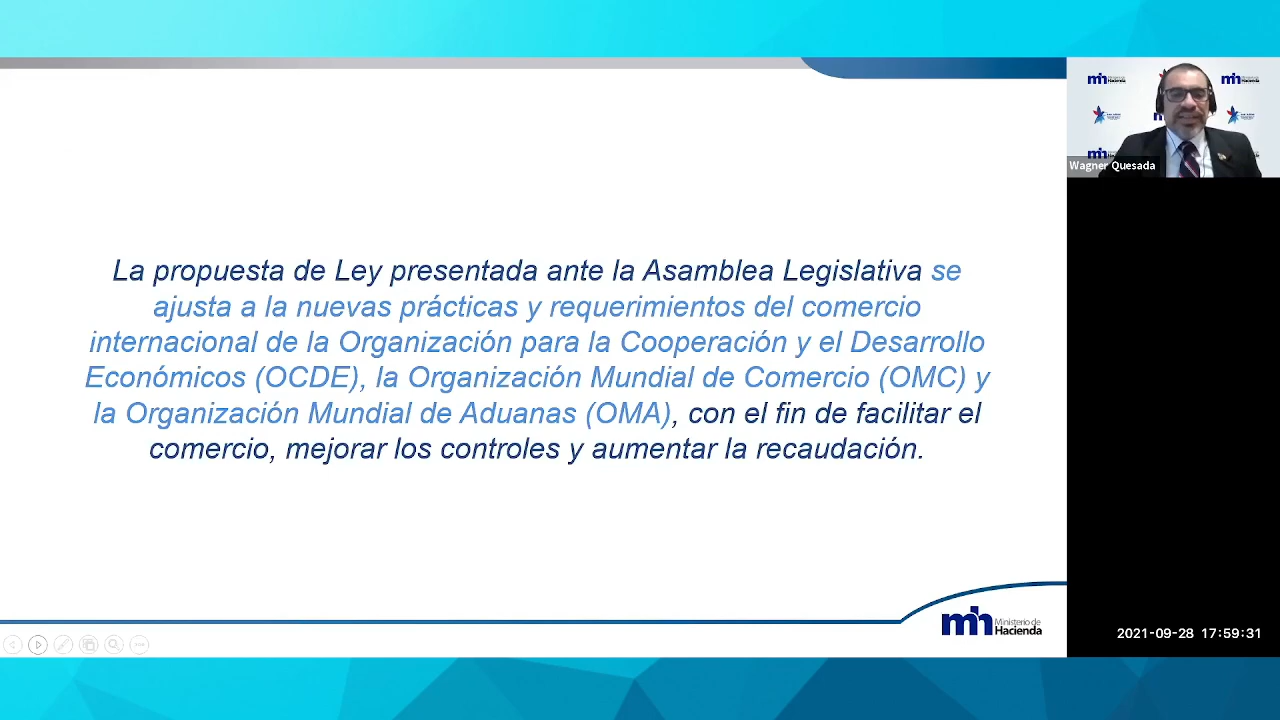 La propuesta de Ley presentada ante la Asamblea Legislativa se
ajusta a la nuevas prácticas y requerimientos del comercio
internacional de la Organización para la Cooperación y el Desarrollo
Económicos (OCDE), la Organización Mundial de Comercio (OMC) y
la Organización Mundial de Aduanas (OMA), con el fin de facilitar el
comercio, mejorar los controles y aumentar la recaudación.
mh Ministerio de
Hacienda
Wagner Quesada
2021-09-28 17:59:31